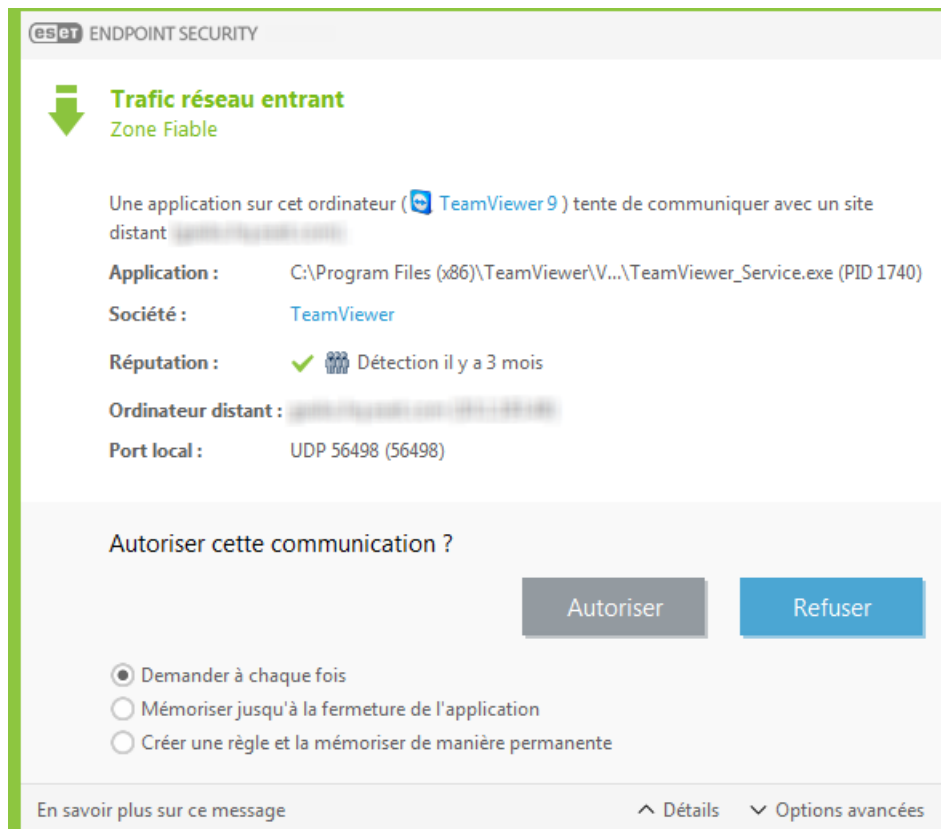 eset ENDPOINT SECURITY
Trafic réseau entrant
Zone Fiable
Une application sur cet ordinateur ( TeamViewer 9 ) tente de communiquer avec un site
distant
Application : C:\Program Files (x86)\TeamViewer\V...\TeamViewer_Service.exe (PID 1740)
Société : TeamViewer
Réputation : Détection il y a 3 mois
Ordinateur distant :
Port local : UDP 56498 (56498)
Autoriser cette communication ?
Autoriser Refuser
Demander à chaque fois
Mémoriser jusqu'à la fermeture de l'application
Créer une règle et la mémoriser de manière permanente
En savoir plus sur ce message Détails Options avancées